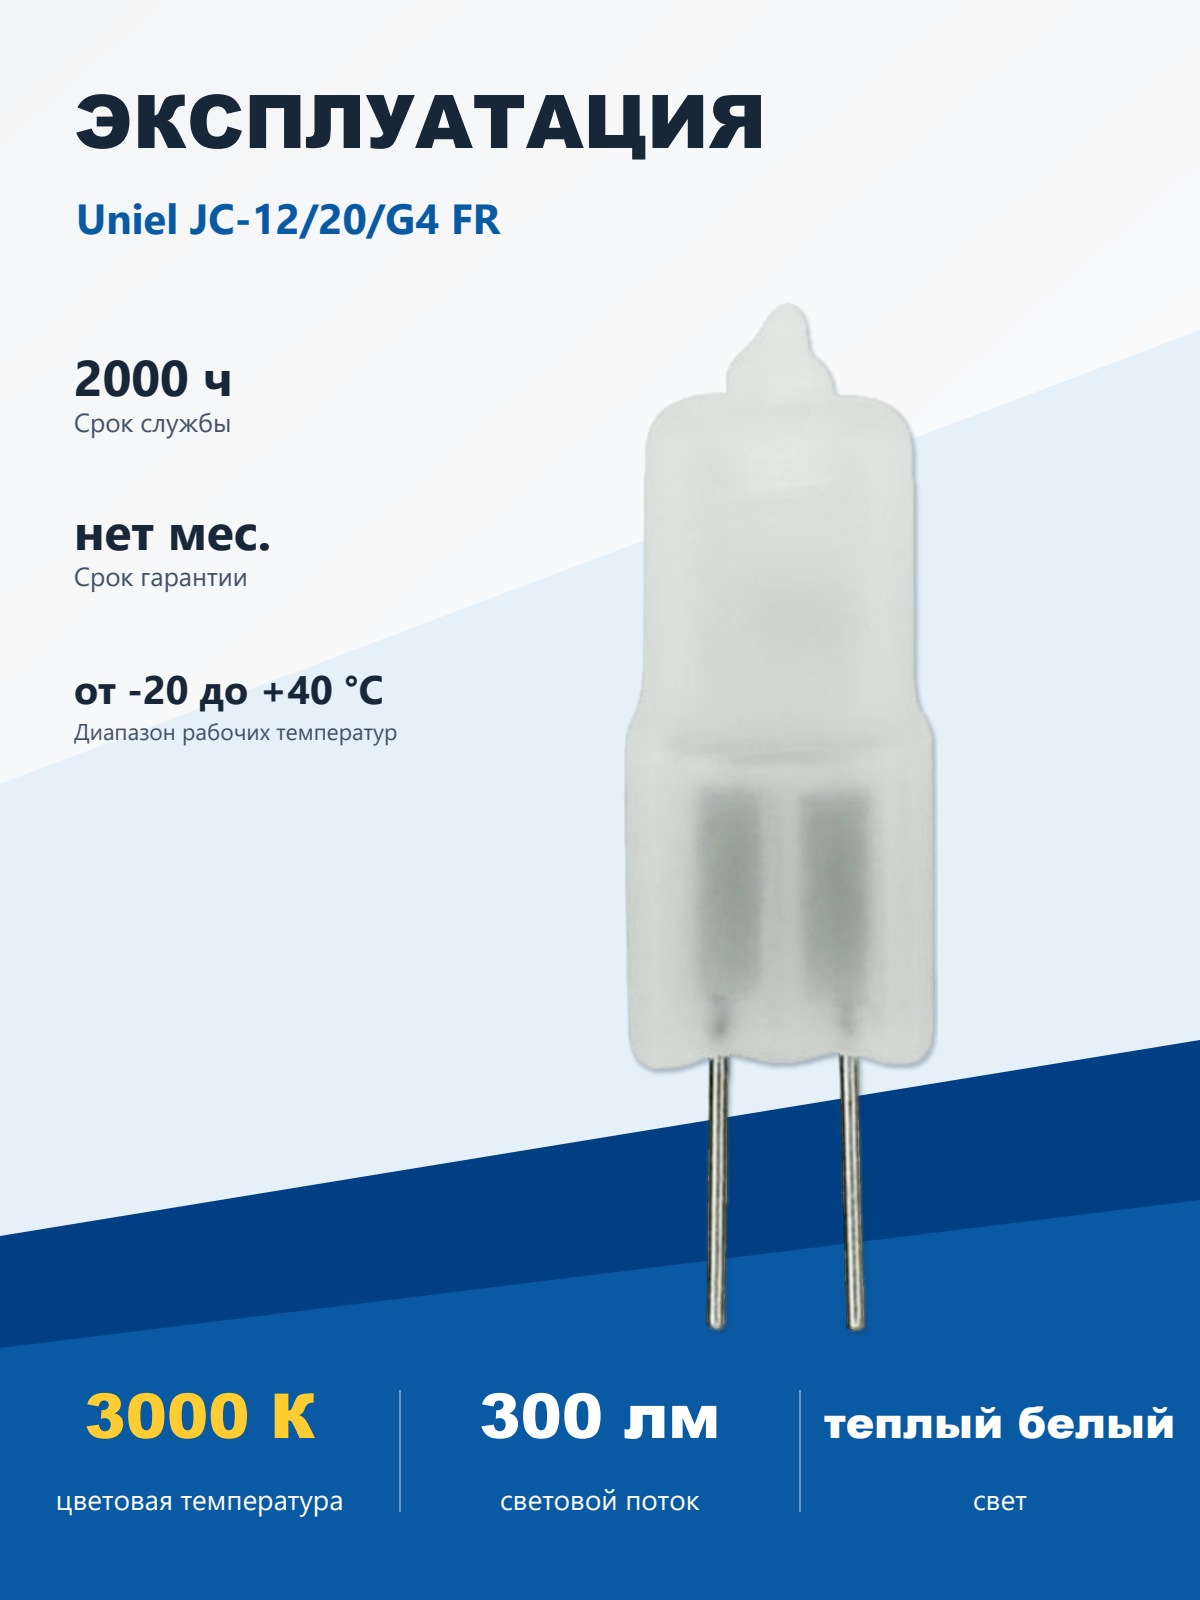 ЭКСПЛУАТАЦИЯ
Uniel JC-12/20/G4 FR
2000 ч
Срок службы
нет мес.
Срок гарантии
от -20 до +40 °C
Диапазон рабочих температур
3000 К
цветовая температура
300 лм
световой поток
теплый белый
свет